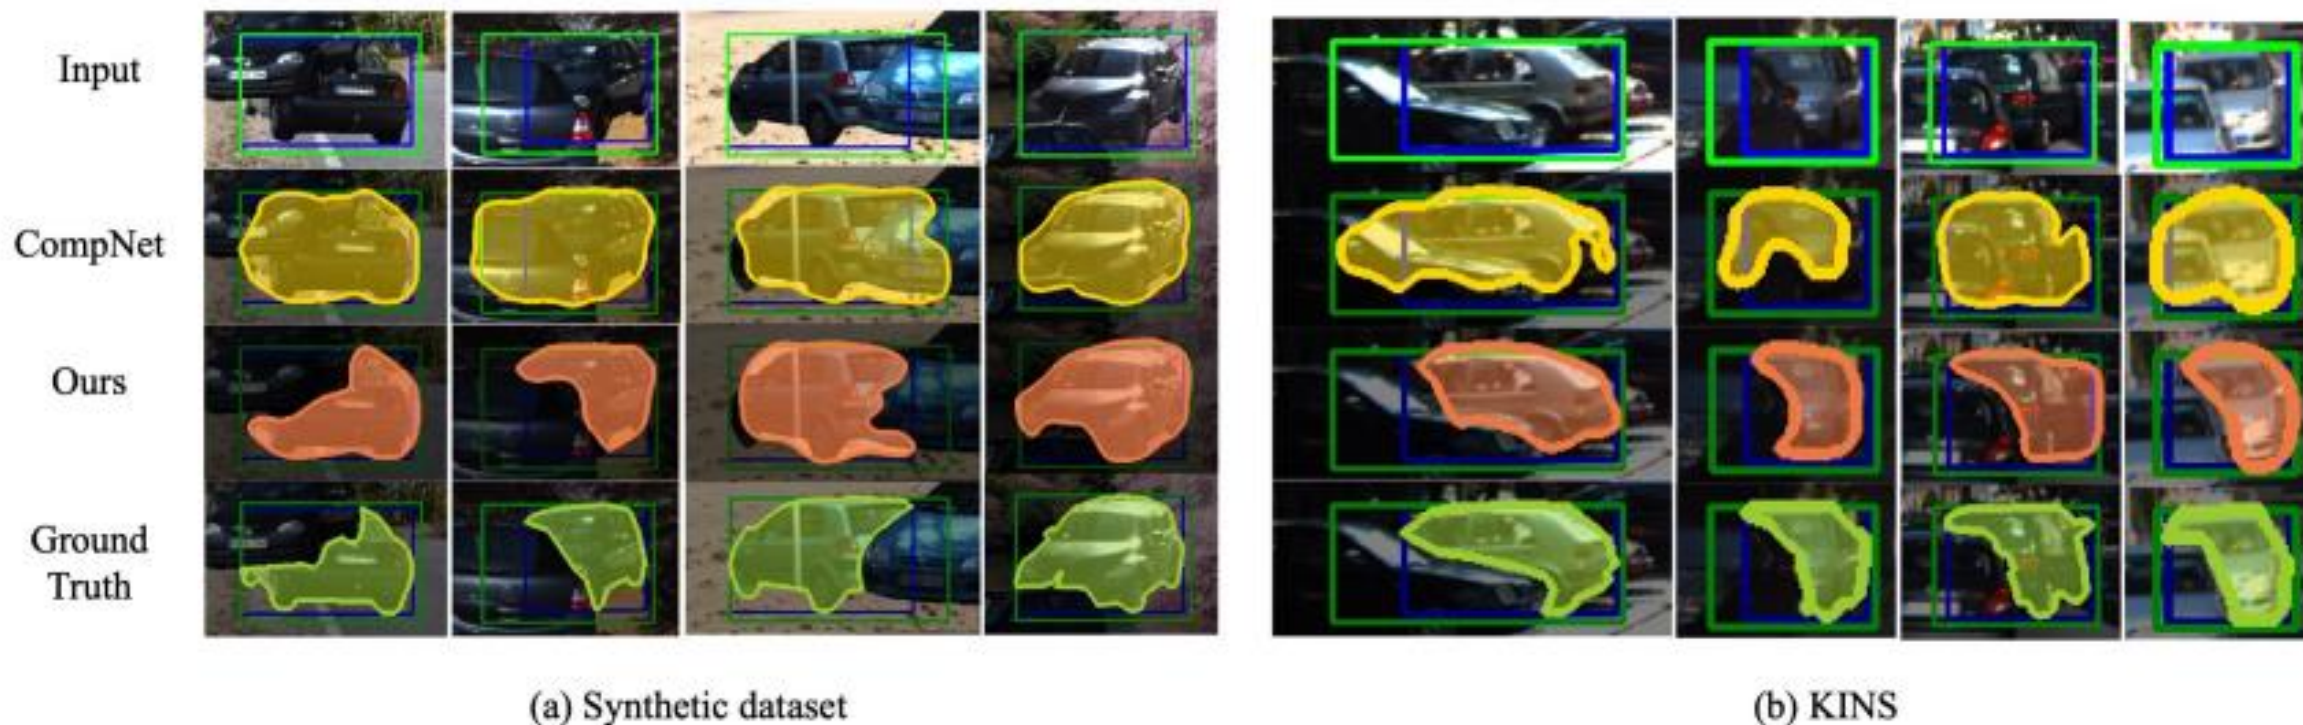 Input
CompNet
Ours
Ground
Truth
(a) Synthetic dataset
(b) KINS